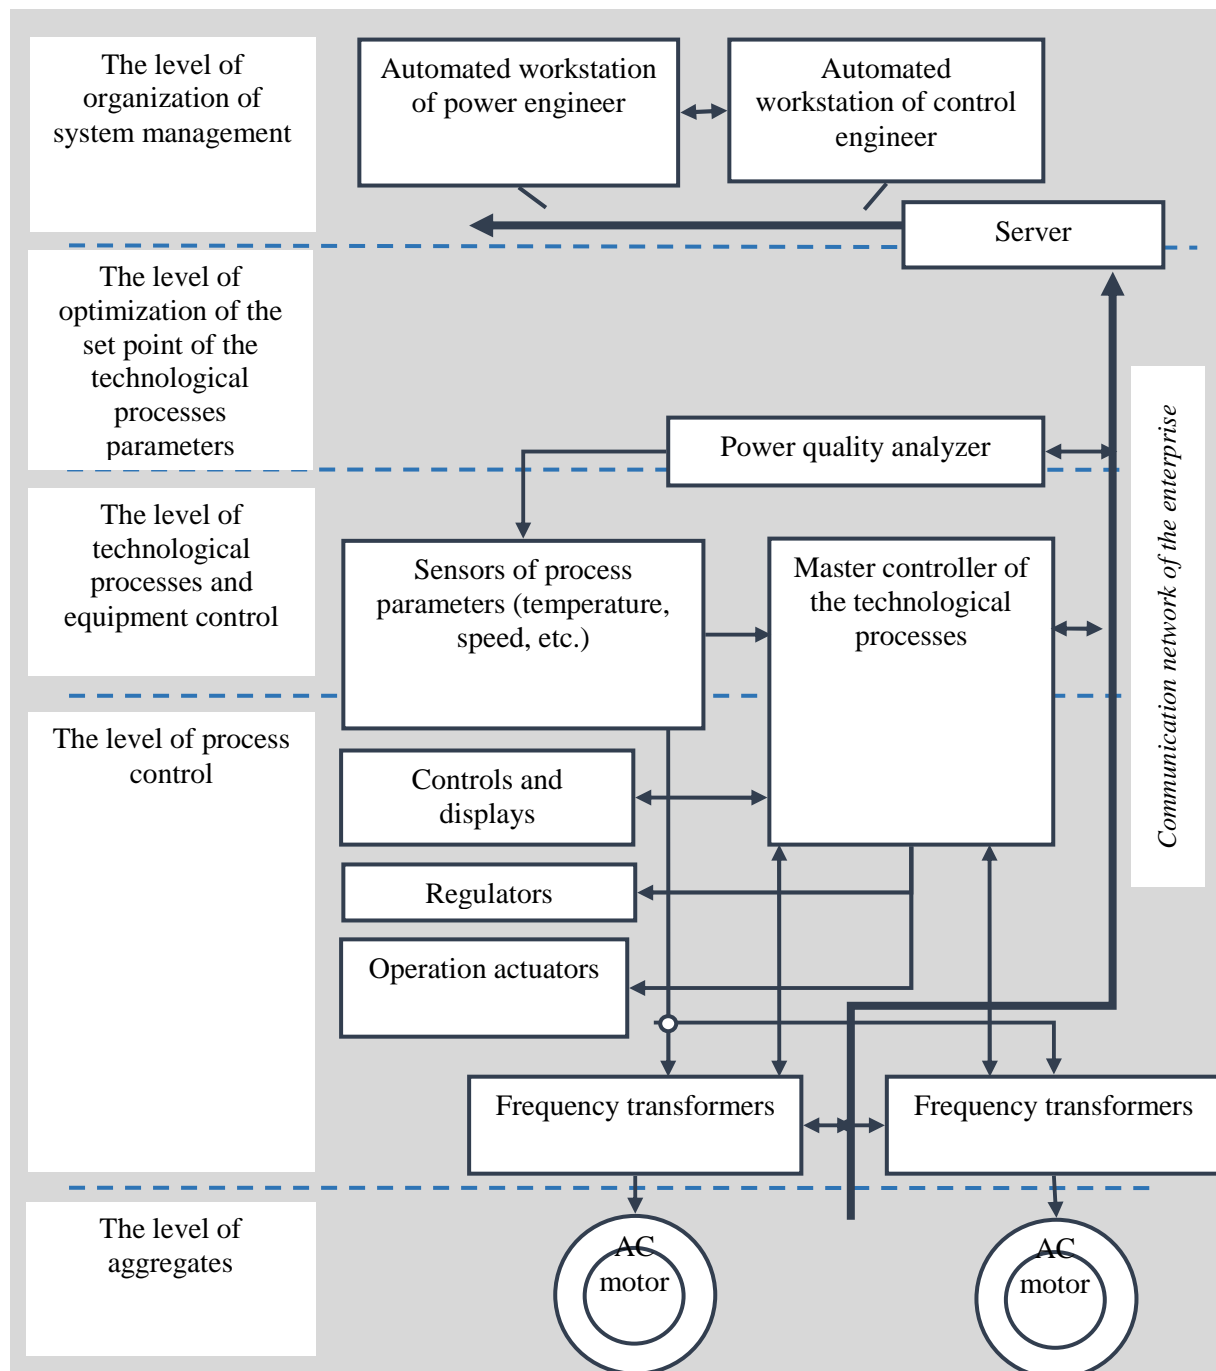 The level of
organization of
system management
Automated workstation
of power engineer
Automated
workstation of control
engineer
Server
The level of
optimization of the
set point of the
technological
processes
parameters
Power quality analyzer
Communication network of the enterprise
The level of
technological
processes and
equipment control
Sensors of process
parameters (temperature,
speed, etc.)
Master controller of
the technological
processes
The level of process
control
Controls and
displays
Regulators
Operation actuators
Frequency transformers
Frequency transformers
The level of
aggregates
AC
motor
AC
motor